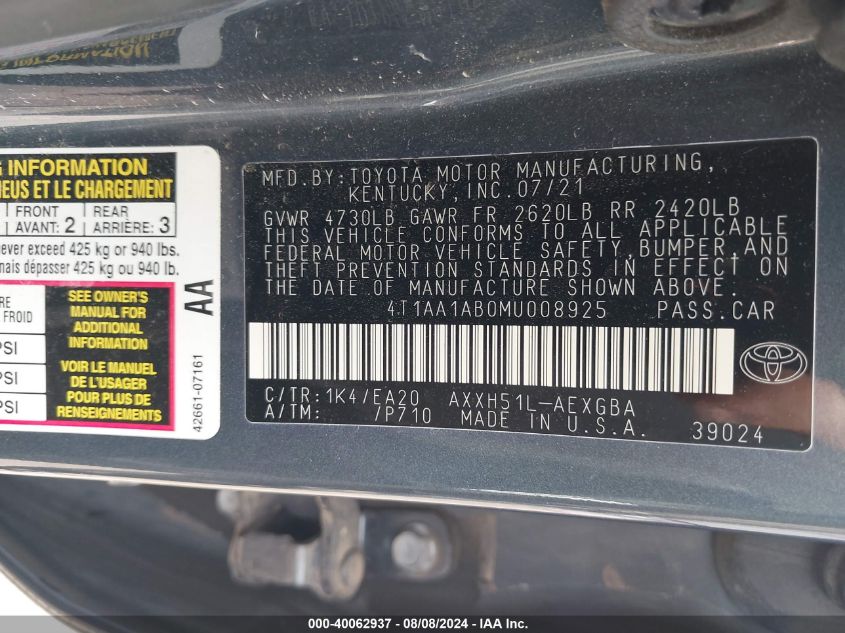 G INFORMATION
NEUS ET LE CHARGEMENT
FRONT
AVANT: 2
REAR
ARRIÈRE: 3
never exceed 425 kg or 940 lbs.
mais dépasser 425 kg ou 940 lb.
RE
FROID
PSI
PSI
PSI
SEE OWNER'S
MANUAL FOR
ADDITIONAL
INFORMATION
VOIR LE MANUEL
DE L'USAGER
POUR PLUS DE
RENSEIGNEMENTS
AA
42661-07161
MFD.BY:TOYOTA MOTOR MANUFACTURING,
KENTUCKY,INC.07/21
GVWR 4730LB GAWR FR 2620LB RR 2420LB
THIS VEHICLE CONFORMS TO ALL APPLICABLE
FEDERAL MOTOR VEHICLE SAFETY,BUMPER,AND
THEFT PREVENTION STANDARDS IN EFFECT ON
THE DATE OF MANUFACTURE SHOWN ABOVE.
4T1AA1AB0MU008925 PASS.CAR
C/TR:1K4/EA20 AXXH51L-AEXGBA
A/TM: /P710 MADE IN U.S.A. 39024
000-40062937 - 08/08/2024 - IAA Inc.